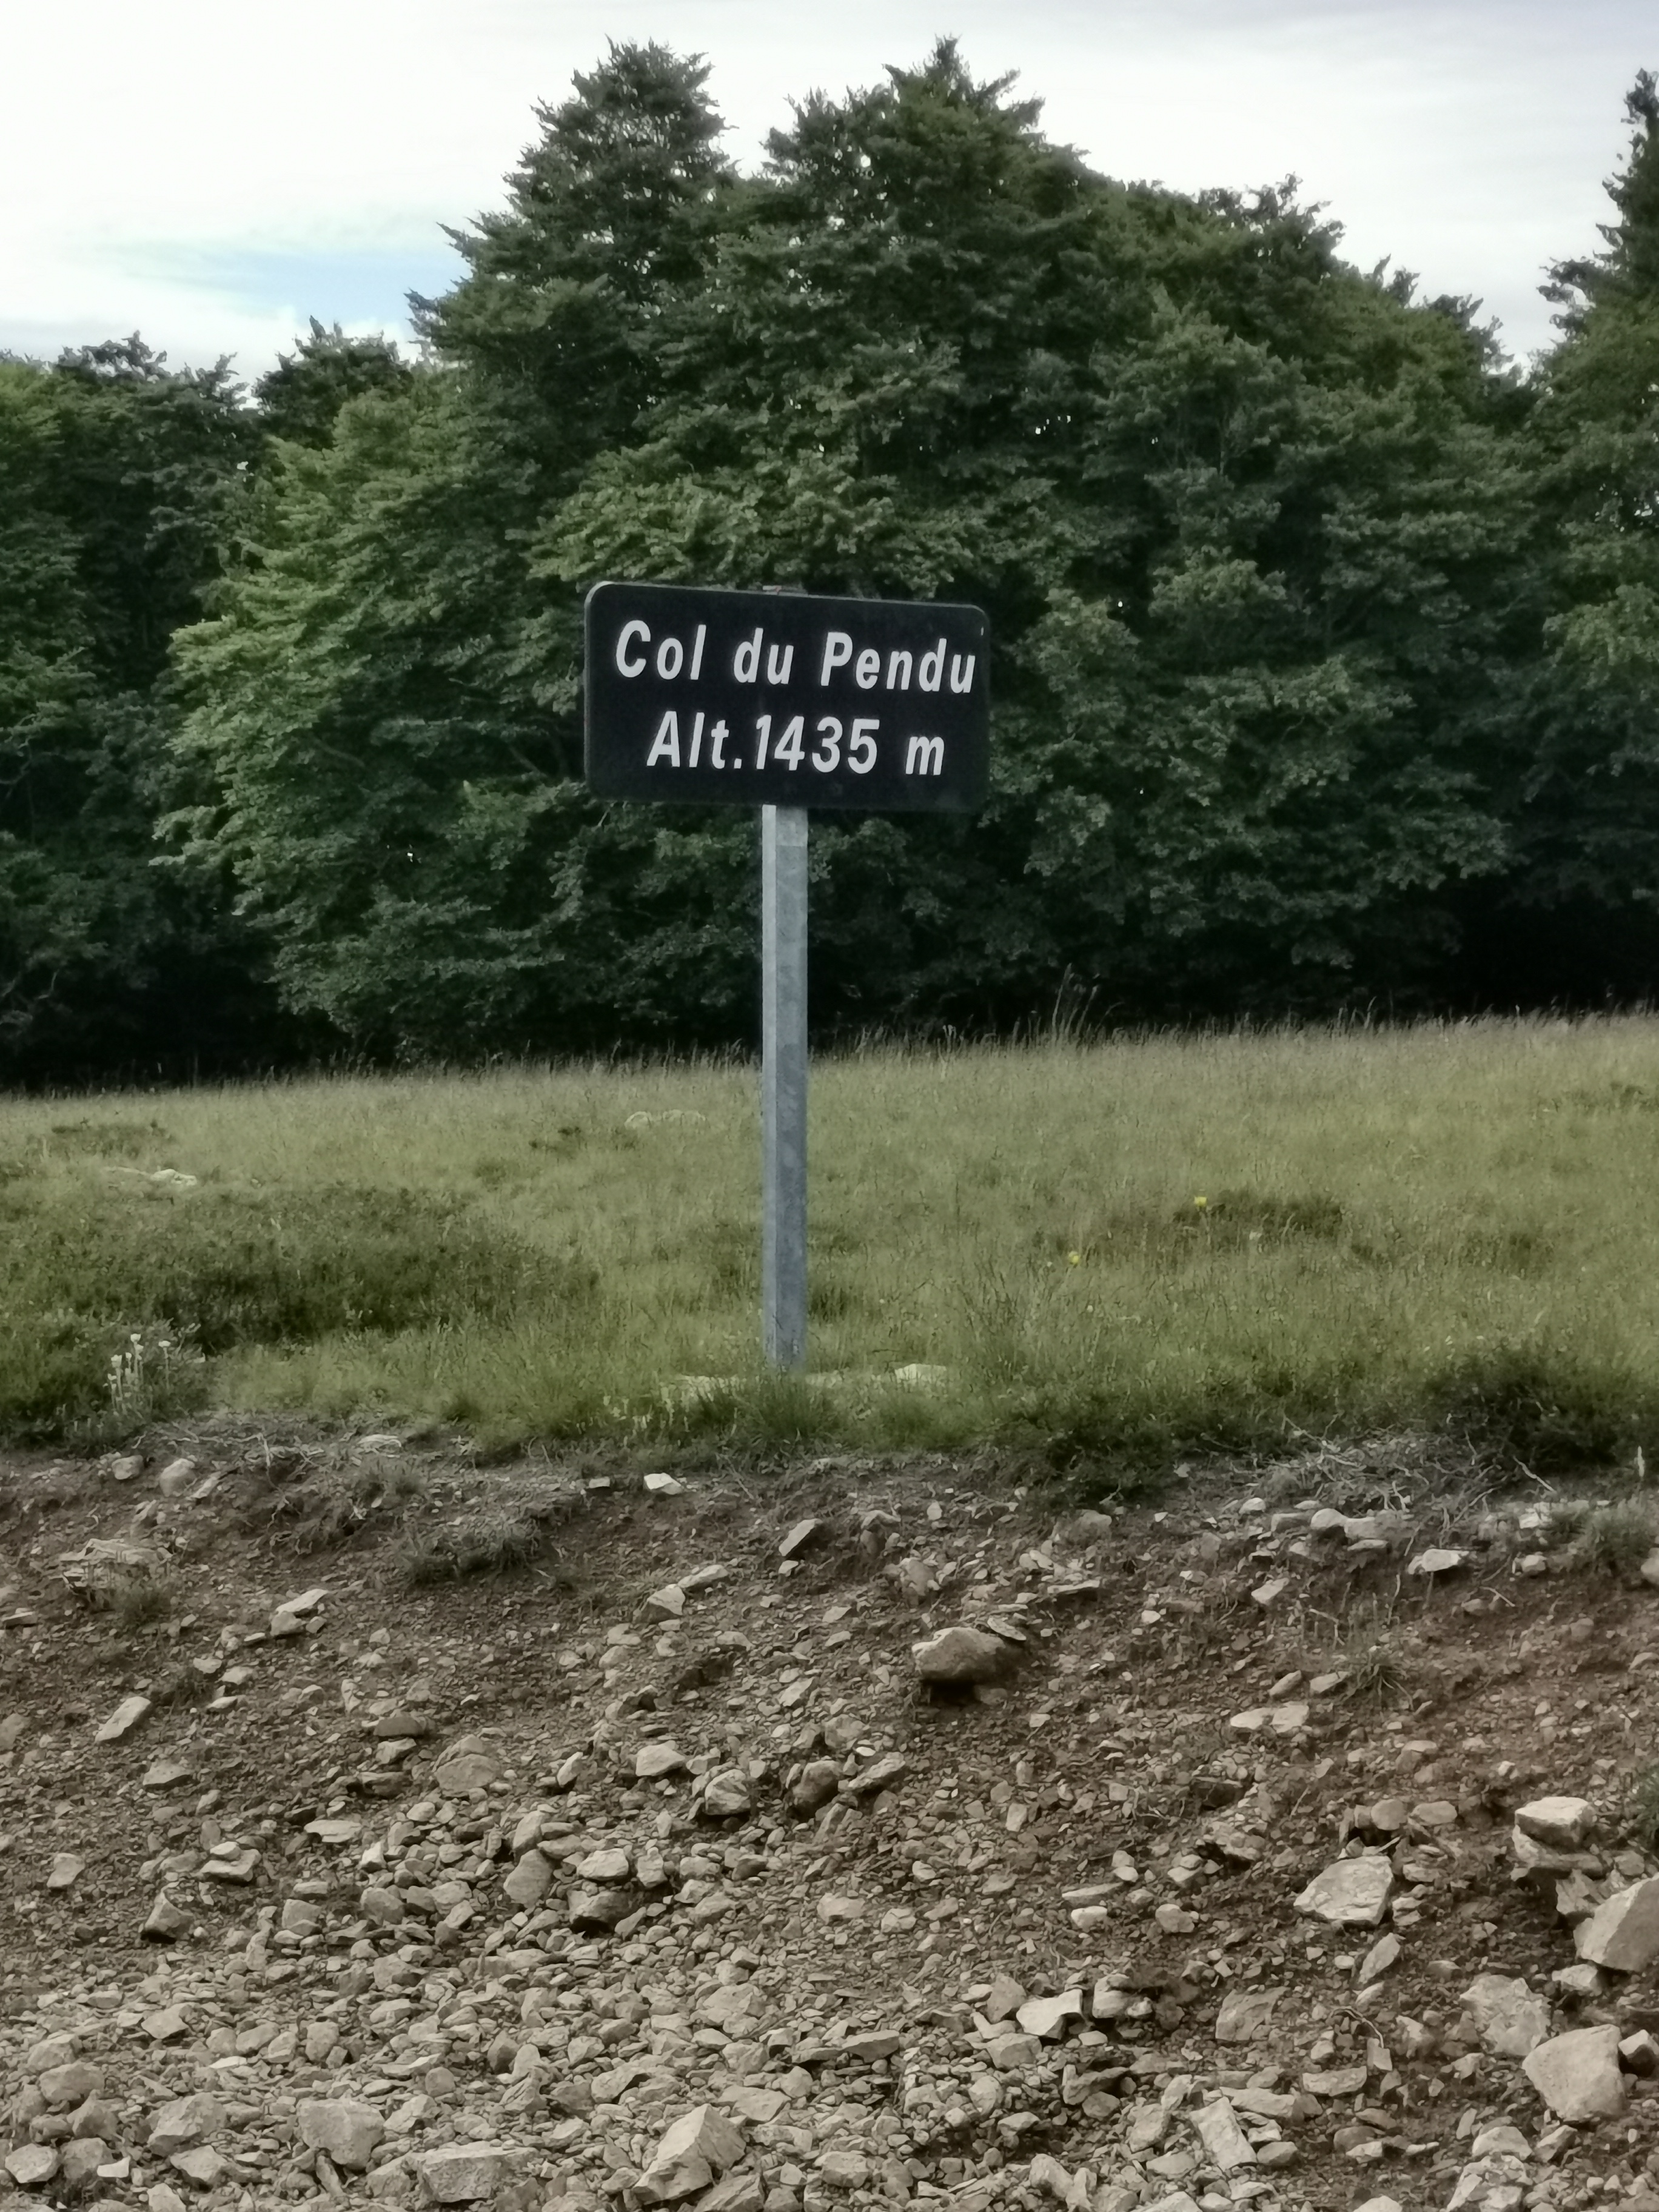 Col du Pendu
Alt.1435 m